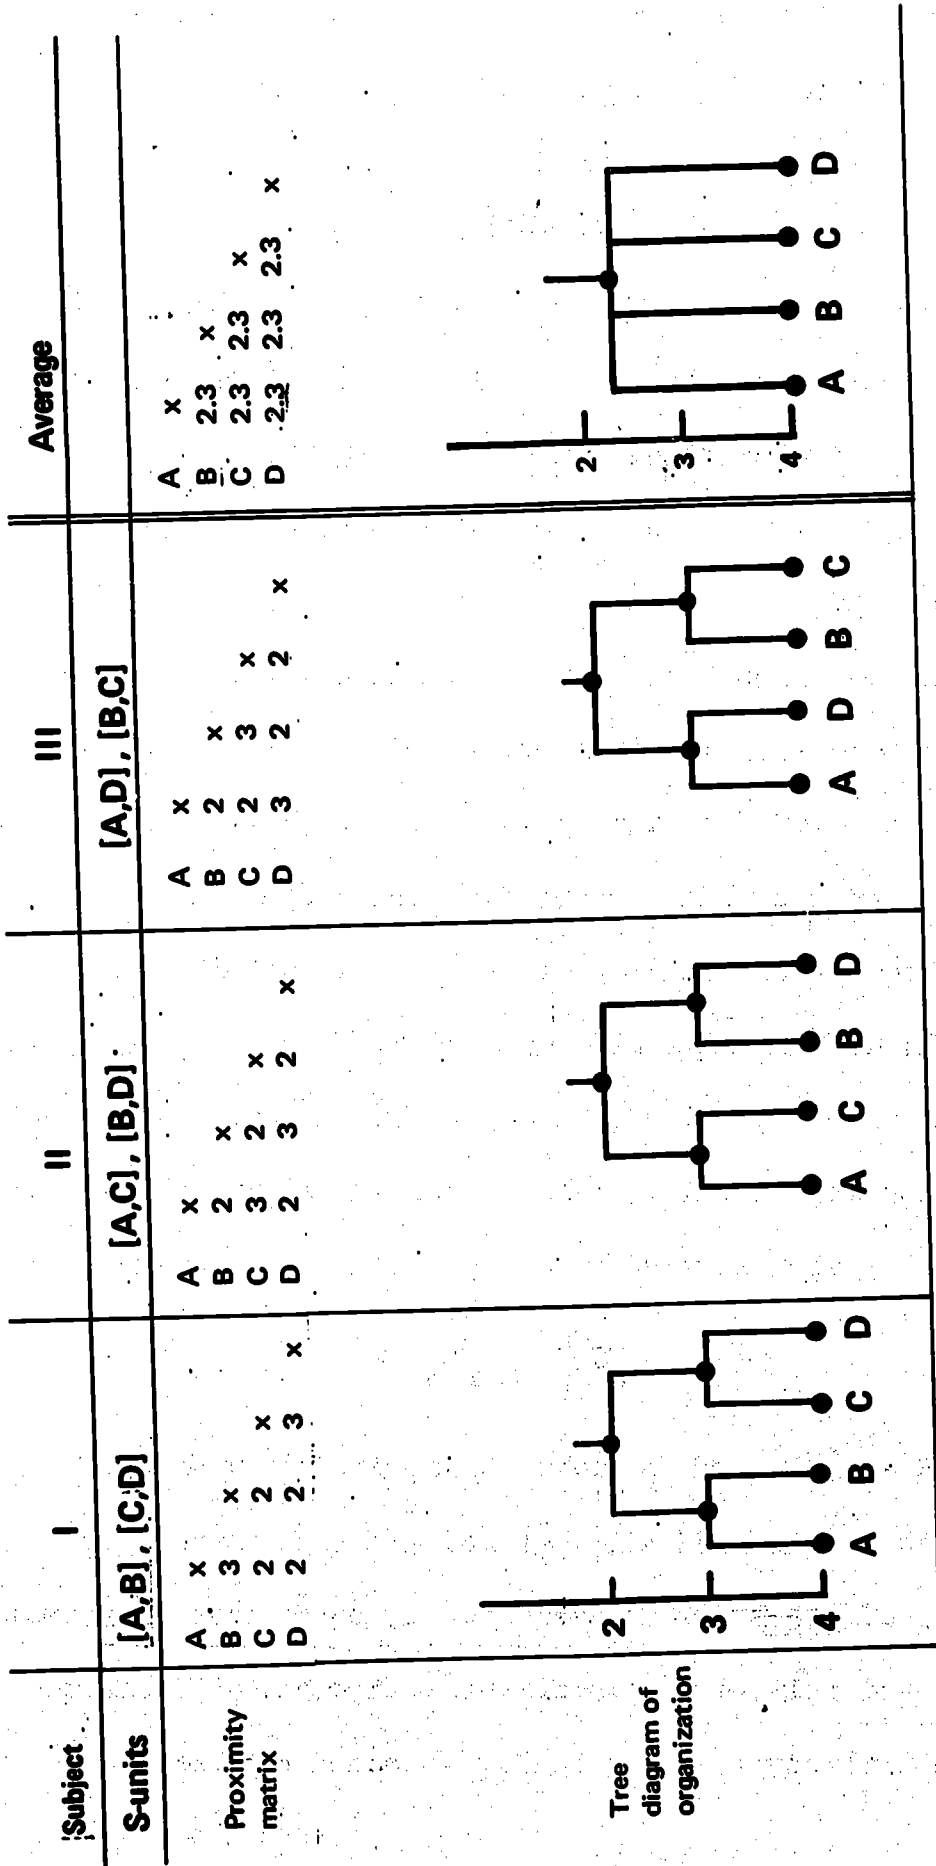 Subject I II III Average
S-units [A,B] , [C,D] [A,C] , [B,D] [A,D] , [B,C]
Proximity
matrix
A x
B 3 x
C 2 2 x
D 2 2 3 x
A x
B 2 x
C 3 2 x
D 2 3 2 x
A x
B 2 x
C 2 3 x
D 3 2 2 x
A x
B 2.3 x
C 2.3 2.3 x
D 2.3 2.3 2.3 x
Tree
diagram of
organization
2
3
4
A B C D
A C B D
A D B C
2
3
4
A B C D